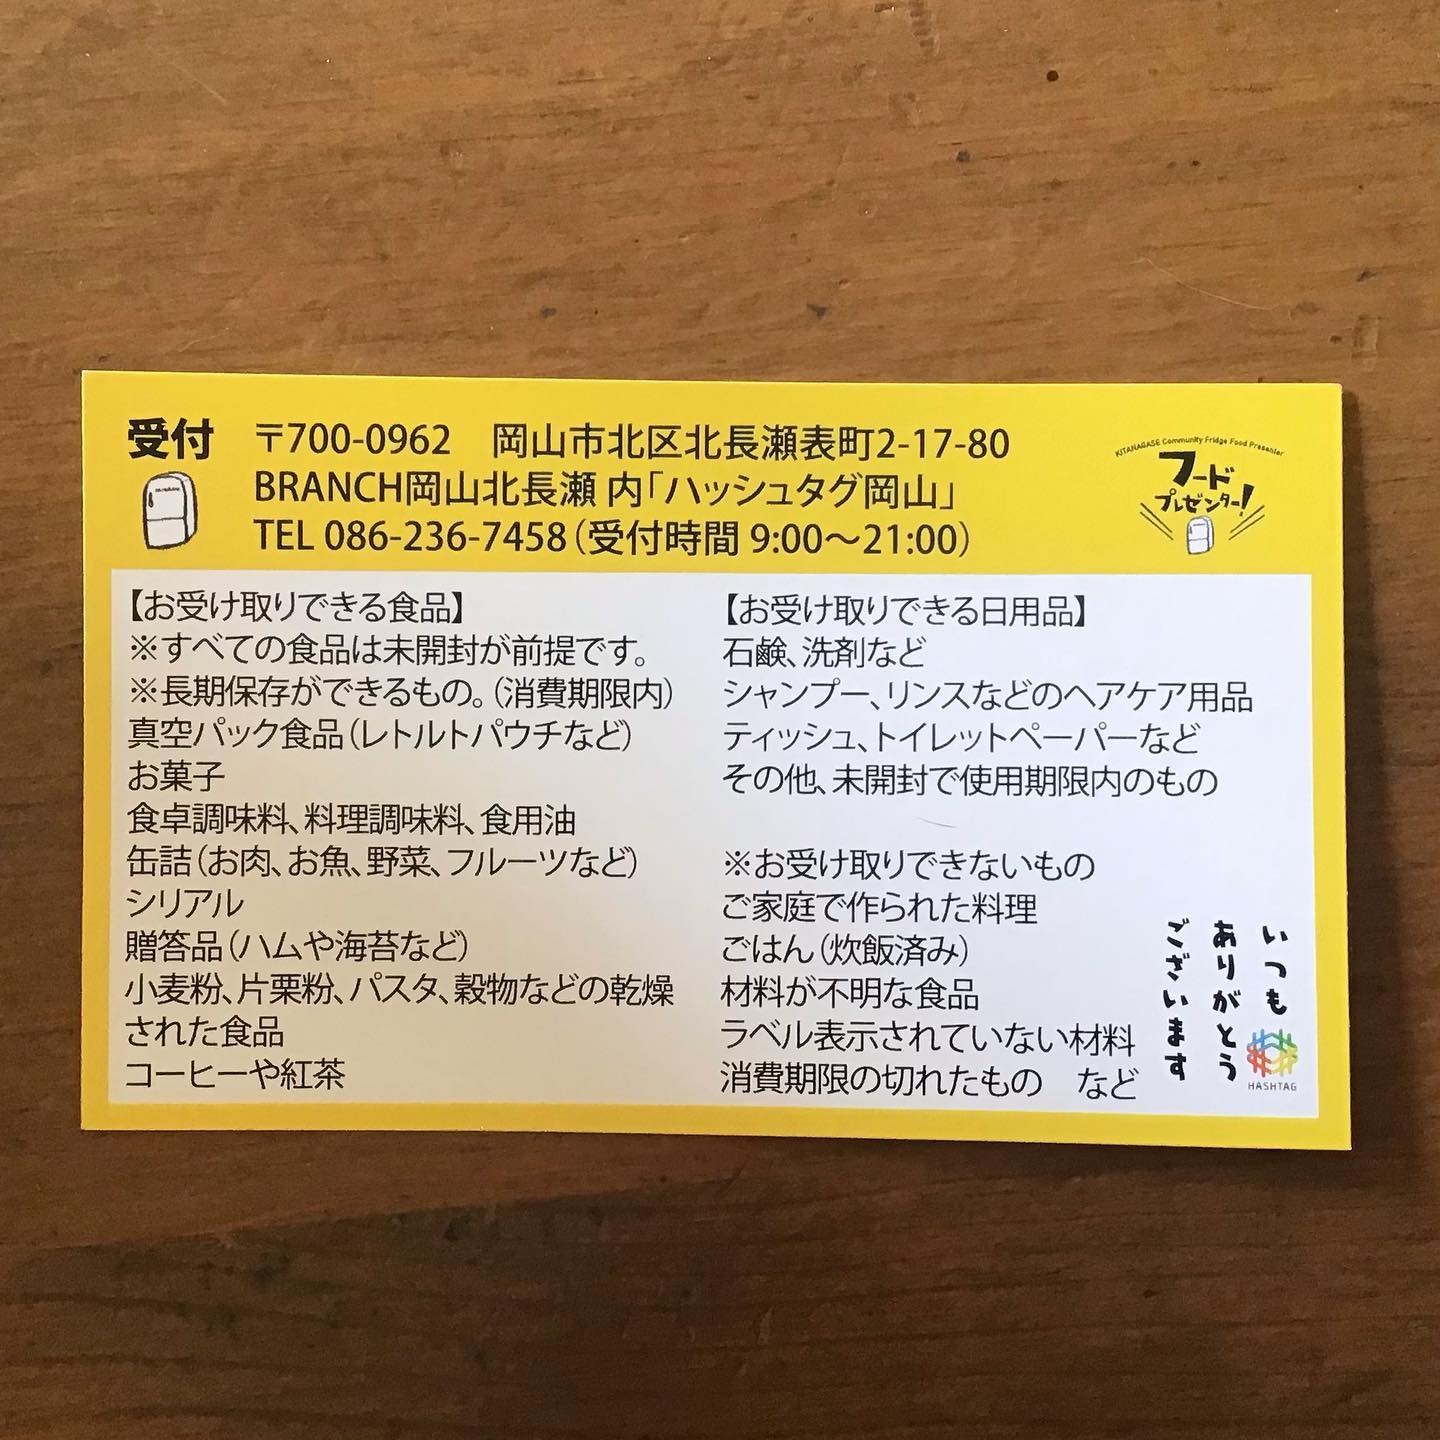 受付
〒700-0962　岡山市北区北長瀬表町2-17-80
BRANCH岡山北長瀬 内「ハッシュタグ岡山」
TEL 086-236-7458（受付時間 9:00〜21:00）
KITANAGASE Community Fridge Food Presenter
フード
プレゼンター!
【お受け取りできる食品】
※すべての食品は未開封が前提です。
※長期保存ができるもの。（消費期限内）
真空パック食品（レトルトパウチなど）
お菓子
食卓調味料、料理調味料、食用油
缶詰（お肉、お魚、野菜、フルーツなど）
シリアル
贈答品（ハムや海苔など）
小麦粉、片栗粉、パスタ、穀物などの乾燥
された食品
コーヒーや紅茶
【お受け取りできる日用品】
石鹸、洗剤など
シャンプー、リンスなどのヘアケア用品
ティッシュ、トイレットペーパーなど
その他、未開封で使用期限内のもの
※お受け取りできないもの
ご家庭で作られた料理
ごはん（炊飯済み）
材料が不明な食品
ラベル表示されていない材料
消費期限の切れたもの　など
いつも
ありがとう
ございます
HASHTAG